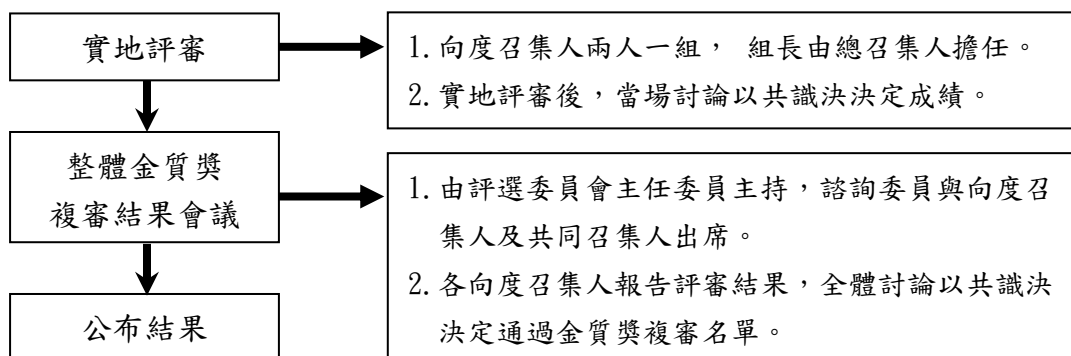 實地評審
1. 向度召集人兩人一組， 組長由總召集人擔任。
2. 實地評審後，當場討論以共識決決定成績。
整體金質獎
複審結果會議
1. 由評選委員會主任委員主持，諮詢委員與向度召
集人及共同召集人出席。
2. 各向度召集人報告評審結果，全體討論以共識決
決定通過金質獎複審名單。
公布結果